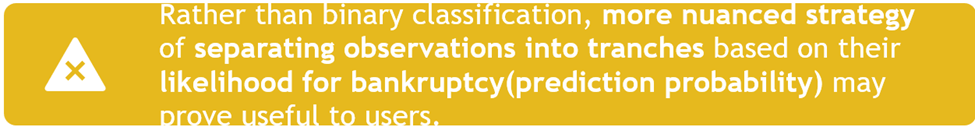 Rather than binary classification, more nuanced strategy
of separating observations into tranches based on their
likelihood for bankruptcy(prediction probability) may
prove useful to users.